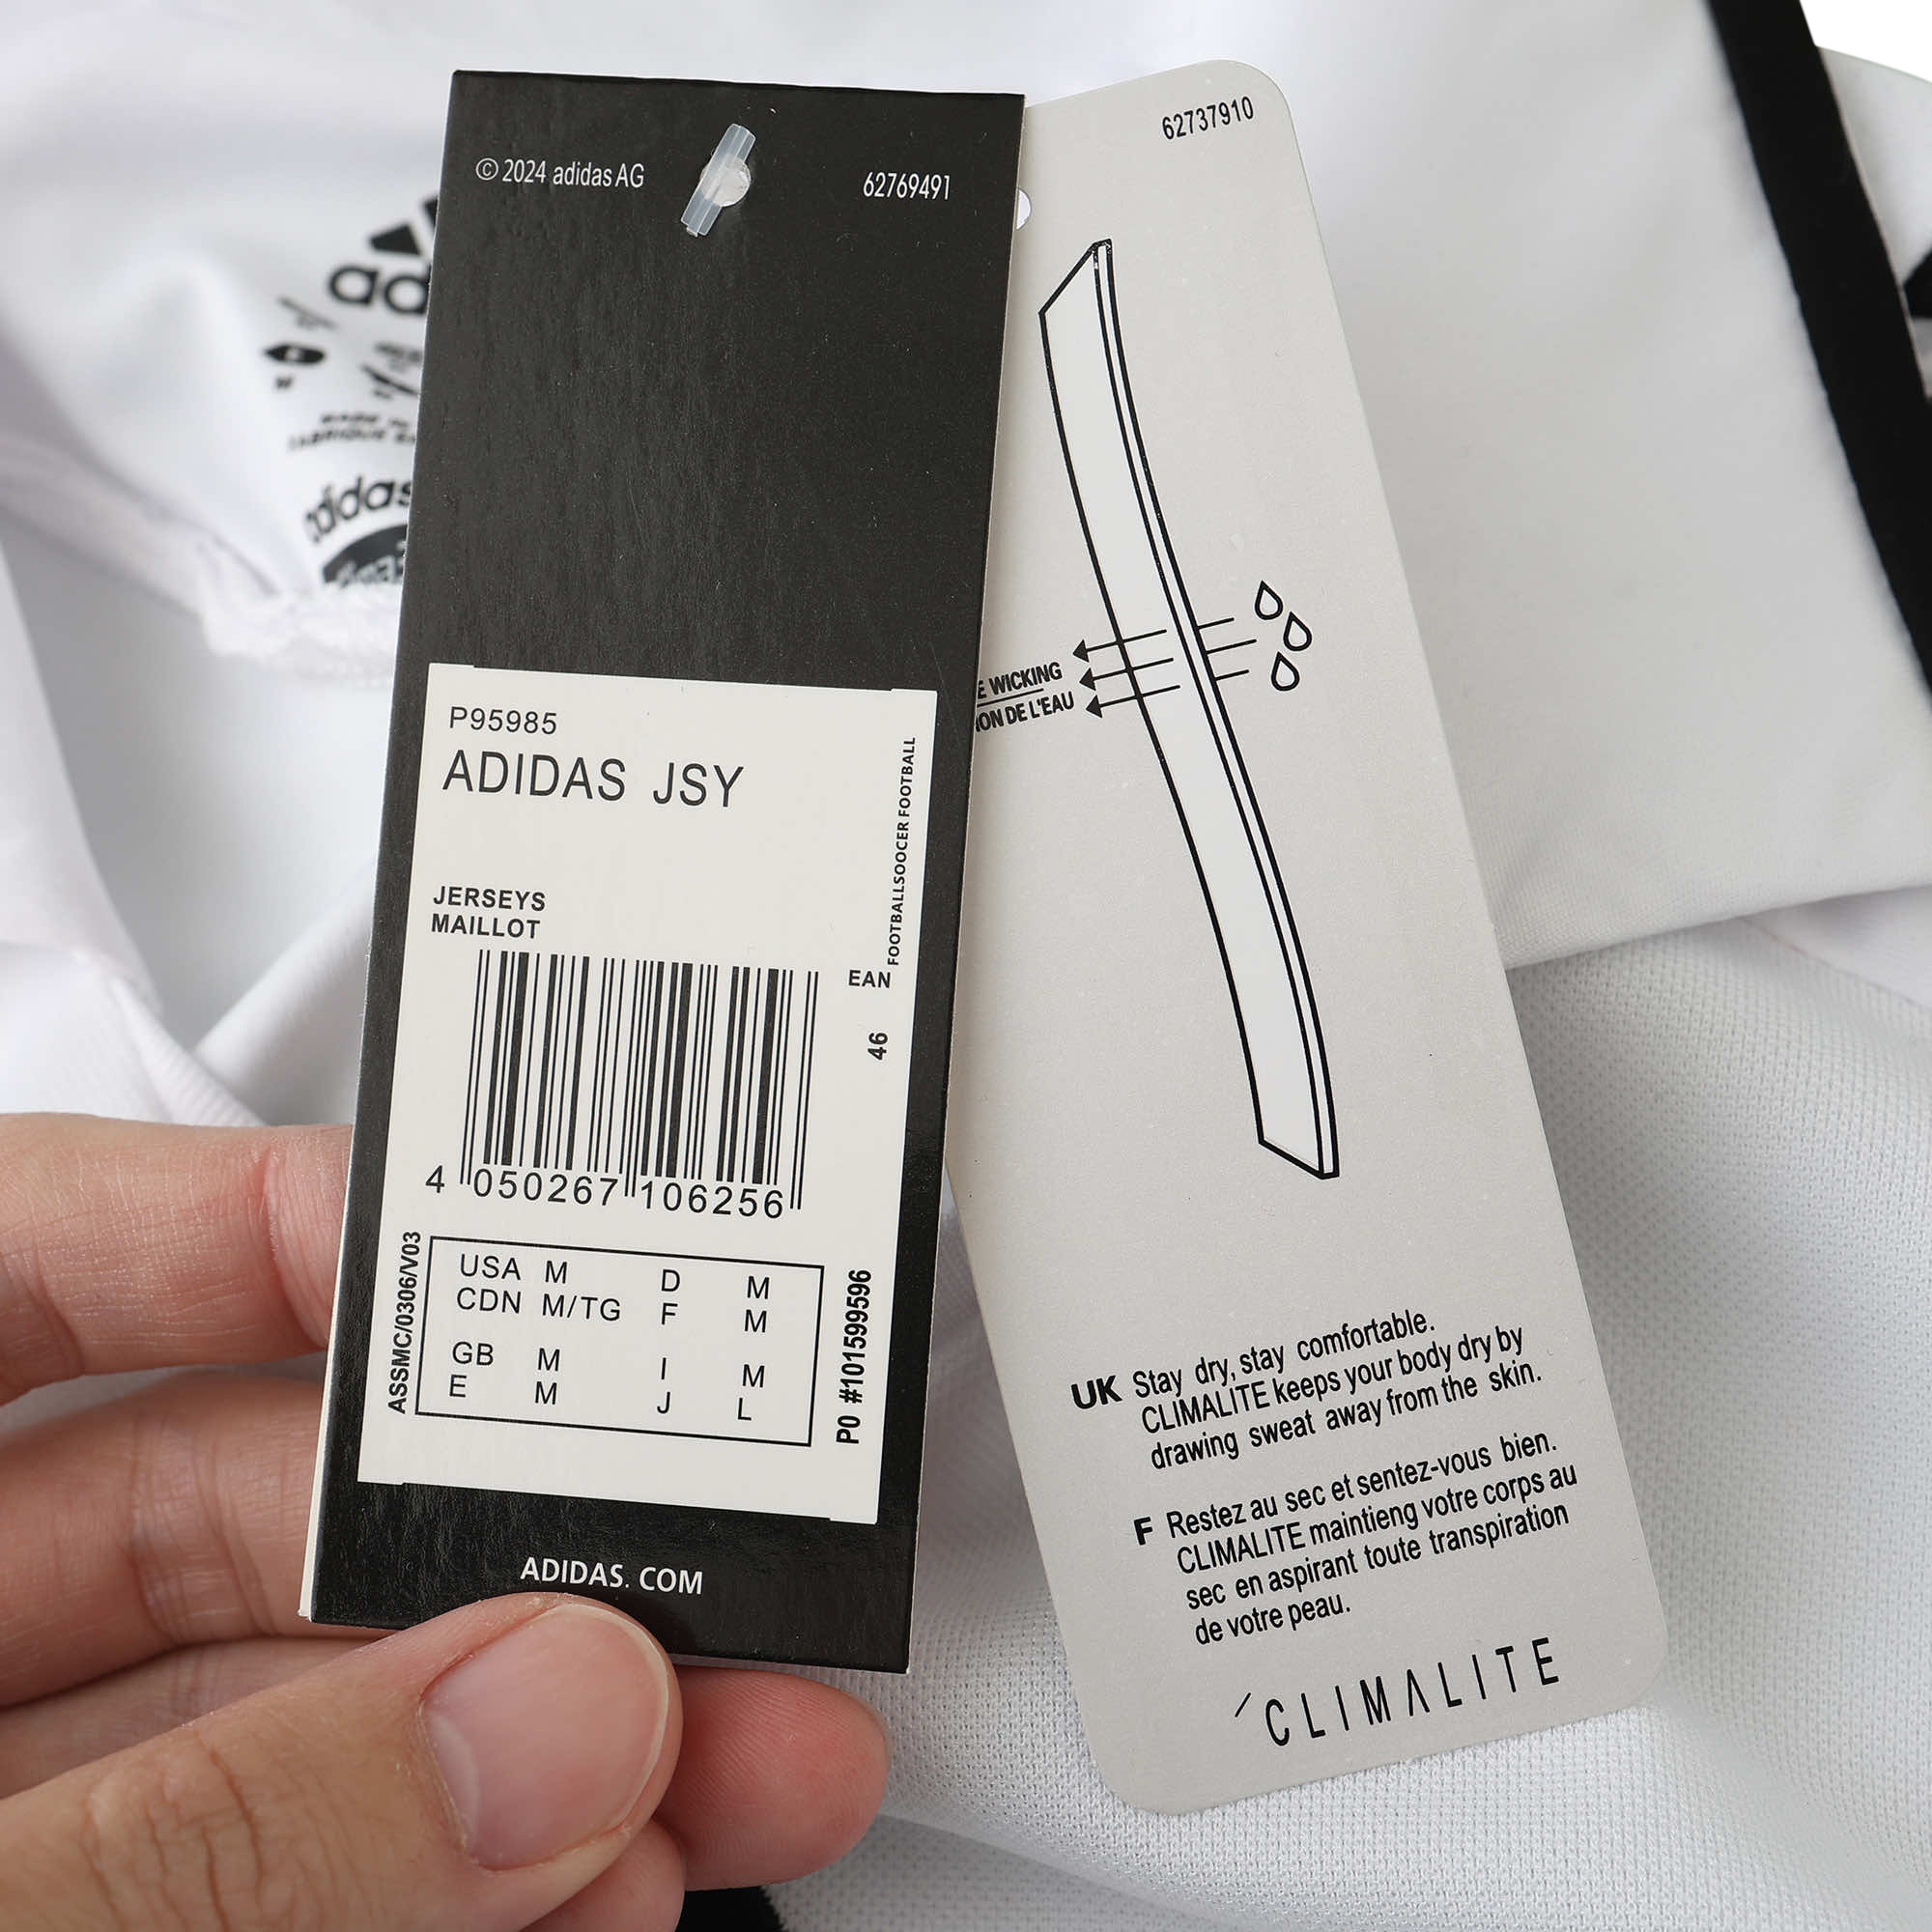 © 2024 adidas AG
62769491
P95985
ADIDAS JSY
JERSEYS
MAILLOT
FOOTBALLSOOCER FOOTBALL
EAN
46
4 050267 106256
ASSMC/0306/V03
USA M D M
CDN M/TG F M
GB M I M
E M J L
PO #101599596
ADIDAS. COM
62737910
WICKING
DE L'EAU
UK Stay dry, stay comfortable.
CLIMALITE keeps your body dry by
drawing sweat away from the skin.
F Restez au sec et sentez-vous bien.
CLIMALITE maintieng votre corps au
sec en aspirant toute transpiration
de votre peau.
CLIMALITE
adidas